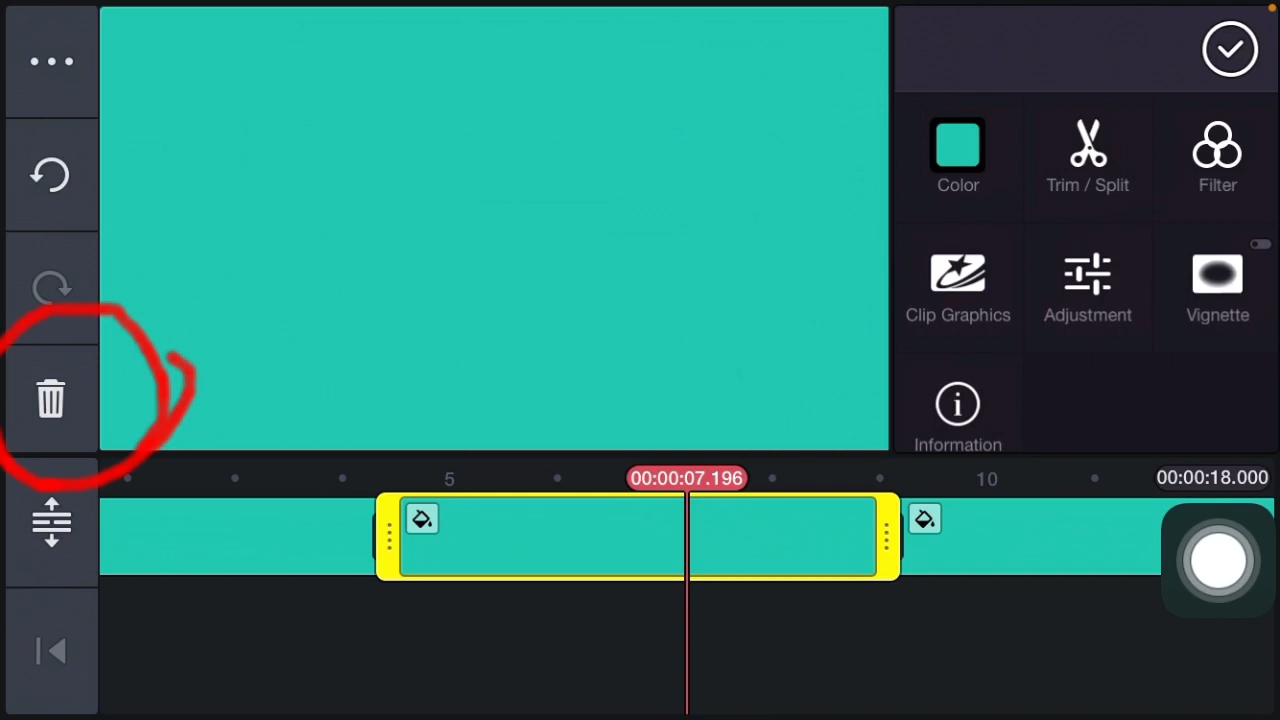 Color
Trim / Split
Filter
Clip Graphics
Adjustment
Vignette
Information
5
00:00:07.196
10
00:00:18.000